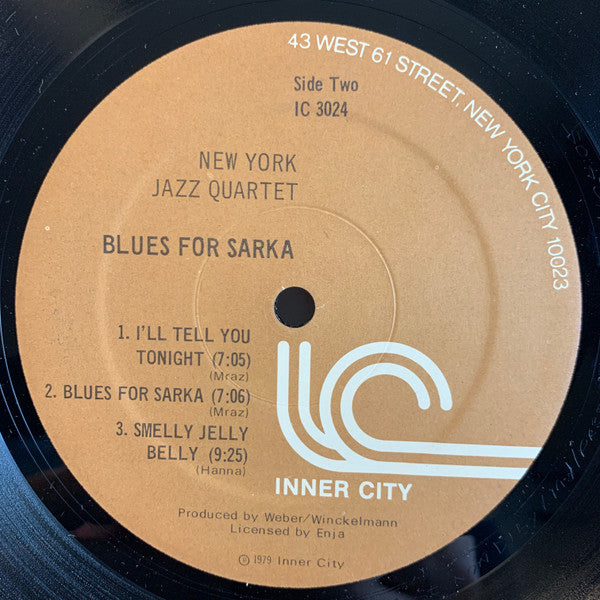 43 WEST 61 STREET, NEW YORK CITY 10023
Side Two
IC 3024
NEW YORK
JAZZ QUARTET
BLUES FOR SARKA
1. I'LL TELL YOU
TONIGHT (7:05)
(Mraz)
2. BLUES FOR SARKA (7:06)
(Mraz)
3. SMELLY JELLY
BELLY (9:25)
(Hanna)
INNER CITY
Produced by Weber/Winckelmann
Licensed by Enja
℗ 1979 Inner City